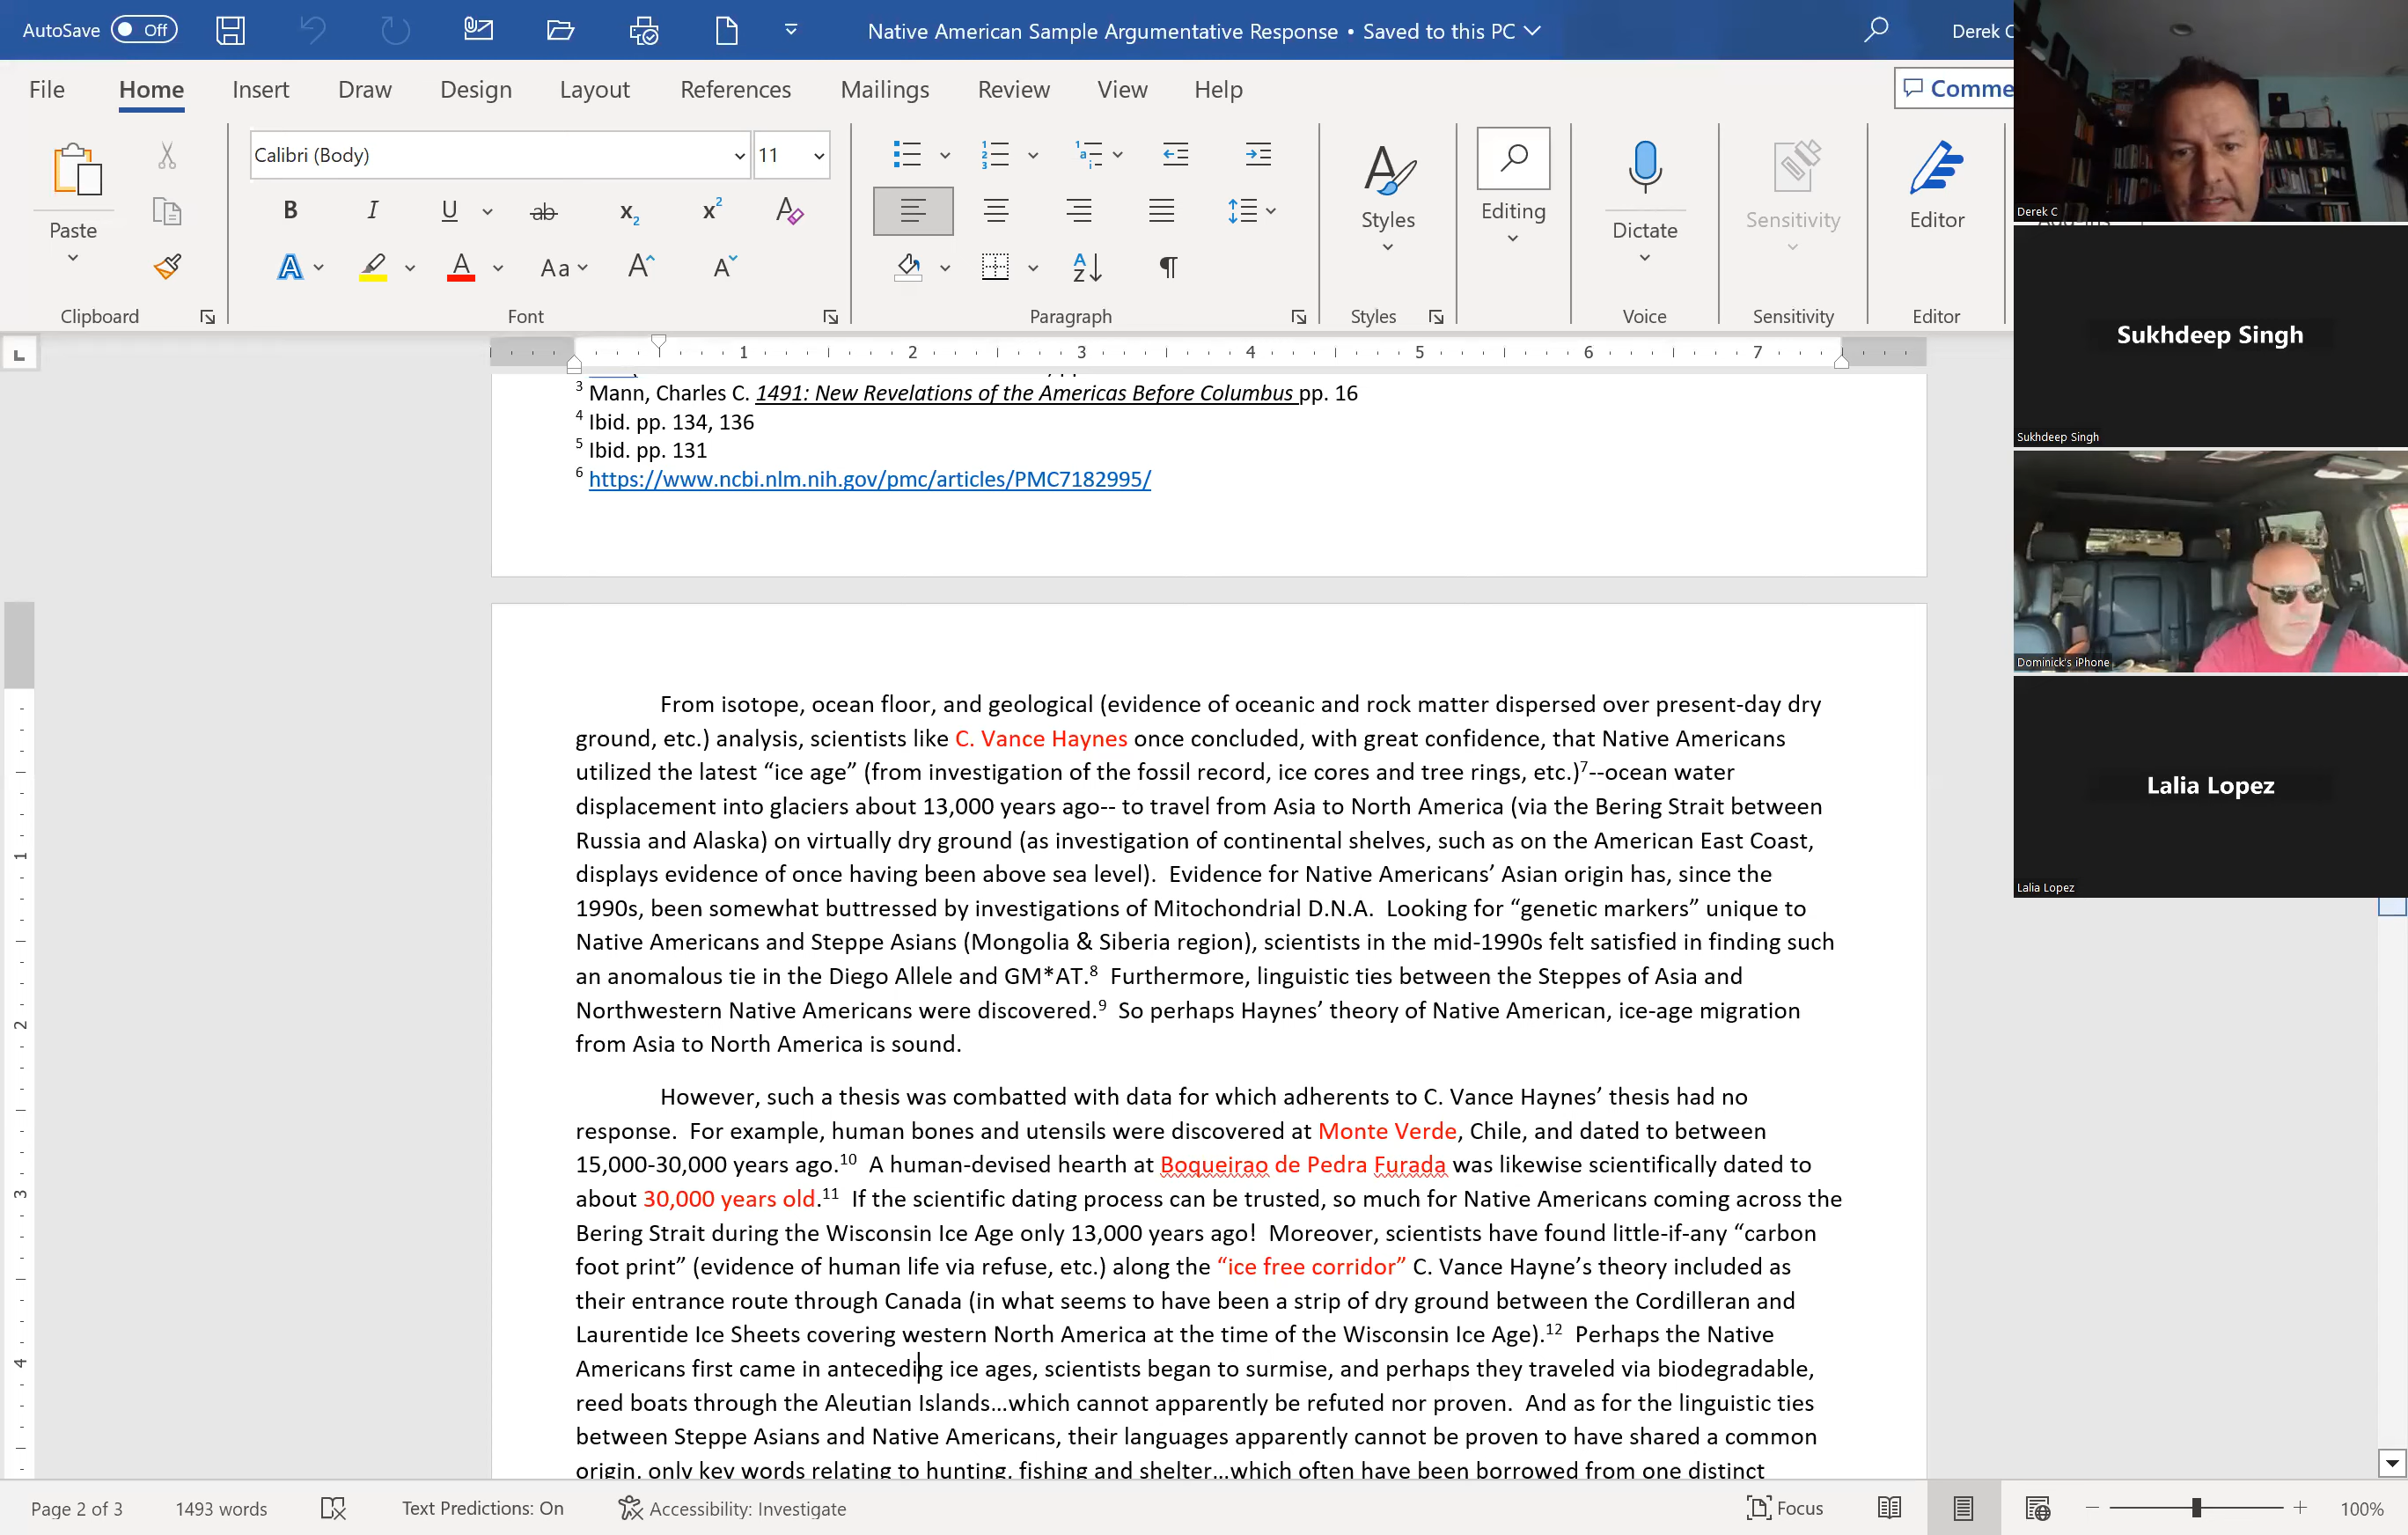 AutoSave Off Native American Sample Argumentative Response • Saved to this PC Derek C
File Home Insert Draw Design Layout References Mailings Review View Help Comme
Calibri (Body) 11
Paste B I U ab x2 x2 A Styles Editing Dictate Sensitivity Editor
A A Aa A A A Z ¶
Clipboard Font Paragraph Styles Voice Sensitivity Editor
L 1 2 3 4 5 6 7
3 Mann, Charles C. 1491: New Revelations of the Americas Before Columbus pp. 16
4 Ibid. pp. 134, 136
5 Ibid. pp. 131
6 https://www.ncbi.nlm.nih.gov/pmc/articles/PMC7182995/
From isotope, ocean floor, and geological (evidence of oceanic and rock matter dispersed over present-day dry
ground, etc.) analysis, scientists like C. Vance Haynes once concluded, with great confidence, that Native Americans
utilized the latest “ice age” (from investigation of the fossil record, ice cores and tree rings, etc.)7--ocean water
displacement into glaciers about 13,000 years ago-- to travel from Asia to North America (via the Bering Strait between
Russia and Alaska) on virtually dry ground (as investigation of continental shelves, such as on the American East Coast,
displays evidence of once having been above sea level). Evidence for Native Americans’ Asian origin has, since the
1990s, been somewhat buttressed by investigations of Mitochondrial D.N.A. Looking for “genetic markers” unique to
Native Americans and Steppe Asians (Mongolia & Siberia region), scientists in the mid-1990s felt satisfied in finding such
an anomalous tie in the Diego Allele and GM*AT.8 Furthermore, linguistic ties between the Steppes of Asia and
Northwestern Native Americans were discovered.9 So perhaps Haynes’ theory of Native American, ice-age migration
from Asia to North America is sound.
However, such a thesis was combatted with data for which adherents to C. Vance Haynes’ thesis had no
response. For example, human bones and utensils were discovered at Monte Verde, Chile, and dated to between
15,000-30,000 years ago.10 A human-devised hearth at Boqueirao de Pedra Furada was likewise scientifically dated to
about 30,000 years old.11 If the scientific dating process can be trusted, so much for Native Americans coming across the
Bering Strait during the Wisconsin Ice Age only 13,000 years ago! Moreover, scientists have found little-if-any “carbon
foot print” (evidence of human life via refuse, etc.) along the “ice free corridor” C. Vance Hayne’s theory included as
their entrance route through Canada (in what seems to have been a strip of dry ground between the Cordilleran and
Laurentide Ice Sheets covering western North America at the time of the Wisconsin Ice Age).12 Perhaps the Native
Americans first came in anteceding ice ages, scientists began to surmise, and perhaps they traveled via biodegradable,
reed boats through the Aleutian Islands…which cannot apparently be refuted nor proven. And as for the linguistic ties
between Steppe Asians and Native Americans, their languages apparently cannot be proven to have shared a common
origin, only key words relating to hunting, fishing and shelter…which often have been borrowed from one distinct
1
2
3
4
Page 2 of 3 1493 words Text Predictions: On Accessibility: Investigate Focus 100%
Derek C
Sukhdeep Singh
Sukhdeep Singh
Dominick's iPhone
Lalia Lopez
Lalia Lopez